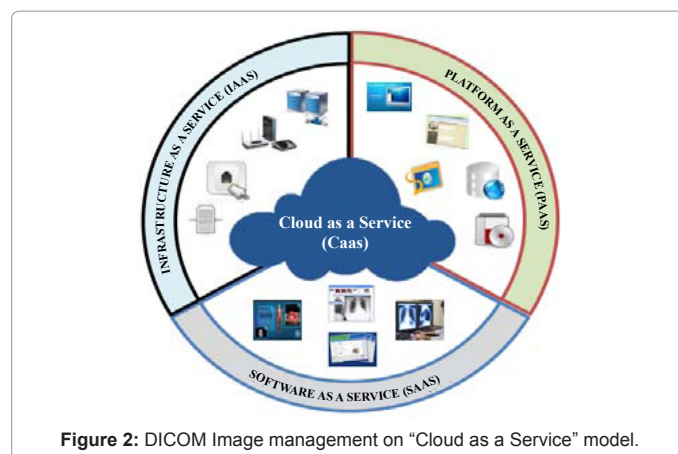 INFRASTRUCTURE AS A SERVICE (IAAS)
PLATFORM AS A SERVICE (PAAS)
Cloud as a Service
(Caas)
SOFTWARE AS A SERVICE (SAAS)
Figure 2: DICOM Image management on “Cloud as a Service” model.